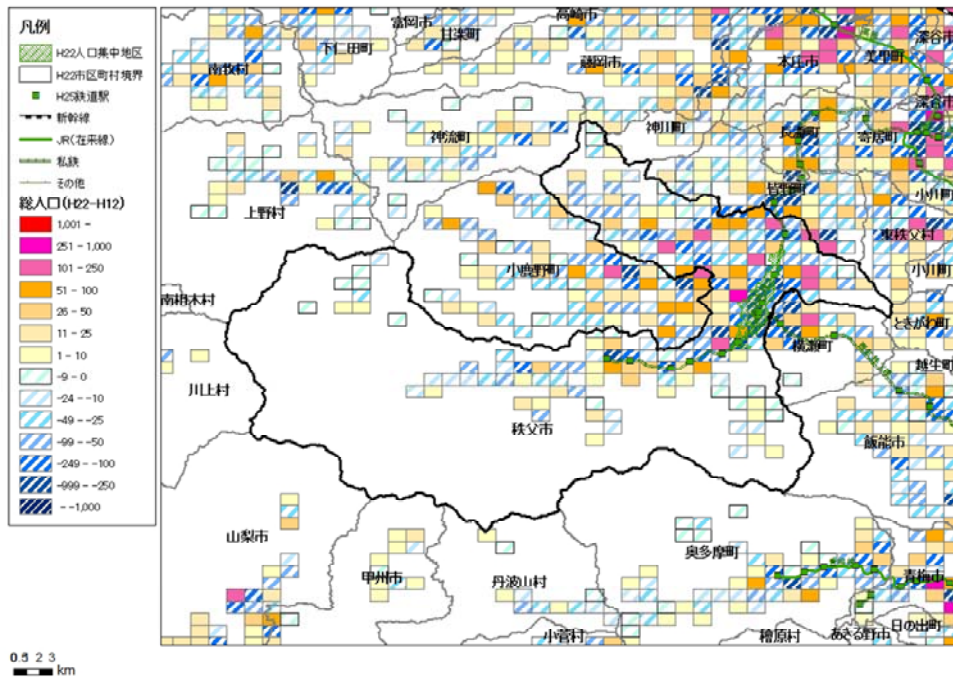 凡例
H22人口集中地区
H22市区町村境界
H25鉄道駅
新幹線
JR(在来線)
私鉄
その他
総人口(H22-H12)
1,001 -
251 - 1,000
101 - 250
51 - 100
26 - 50
11 - 25
1 - 10
-9 - 0
-24 - -10
-49 - -25
-99 - -50
-249 - -100
-999 - -250
- -1,000
富岡市
高崎市
甘楽町
下仁田町
深谷市
美里町
本庄市
藤岡市
南牧村
深谷市
神川町
長瀞町
寄居町
神流町
皆野町
小川町
上野村
東秩父村
小鹿野町
小川町
南相木村
ときがわ町
横瀬町
越生町
川上村
秩父市
飯能市
山梨市
奥多摩町
甲州市
丹波山村
青梅市
日の出町
小菅村
檜原村
あきる野市
km